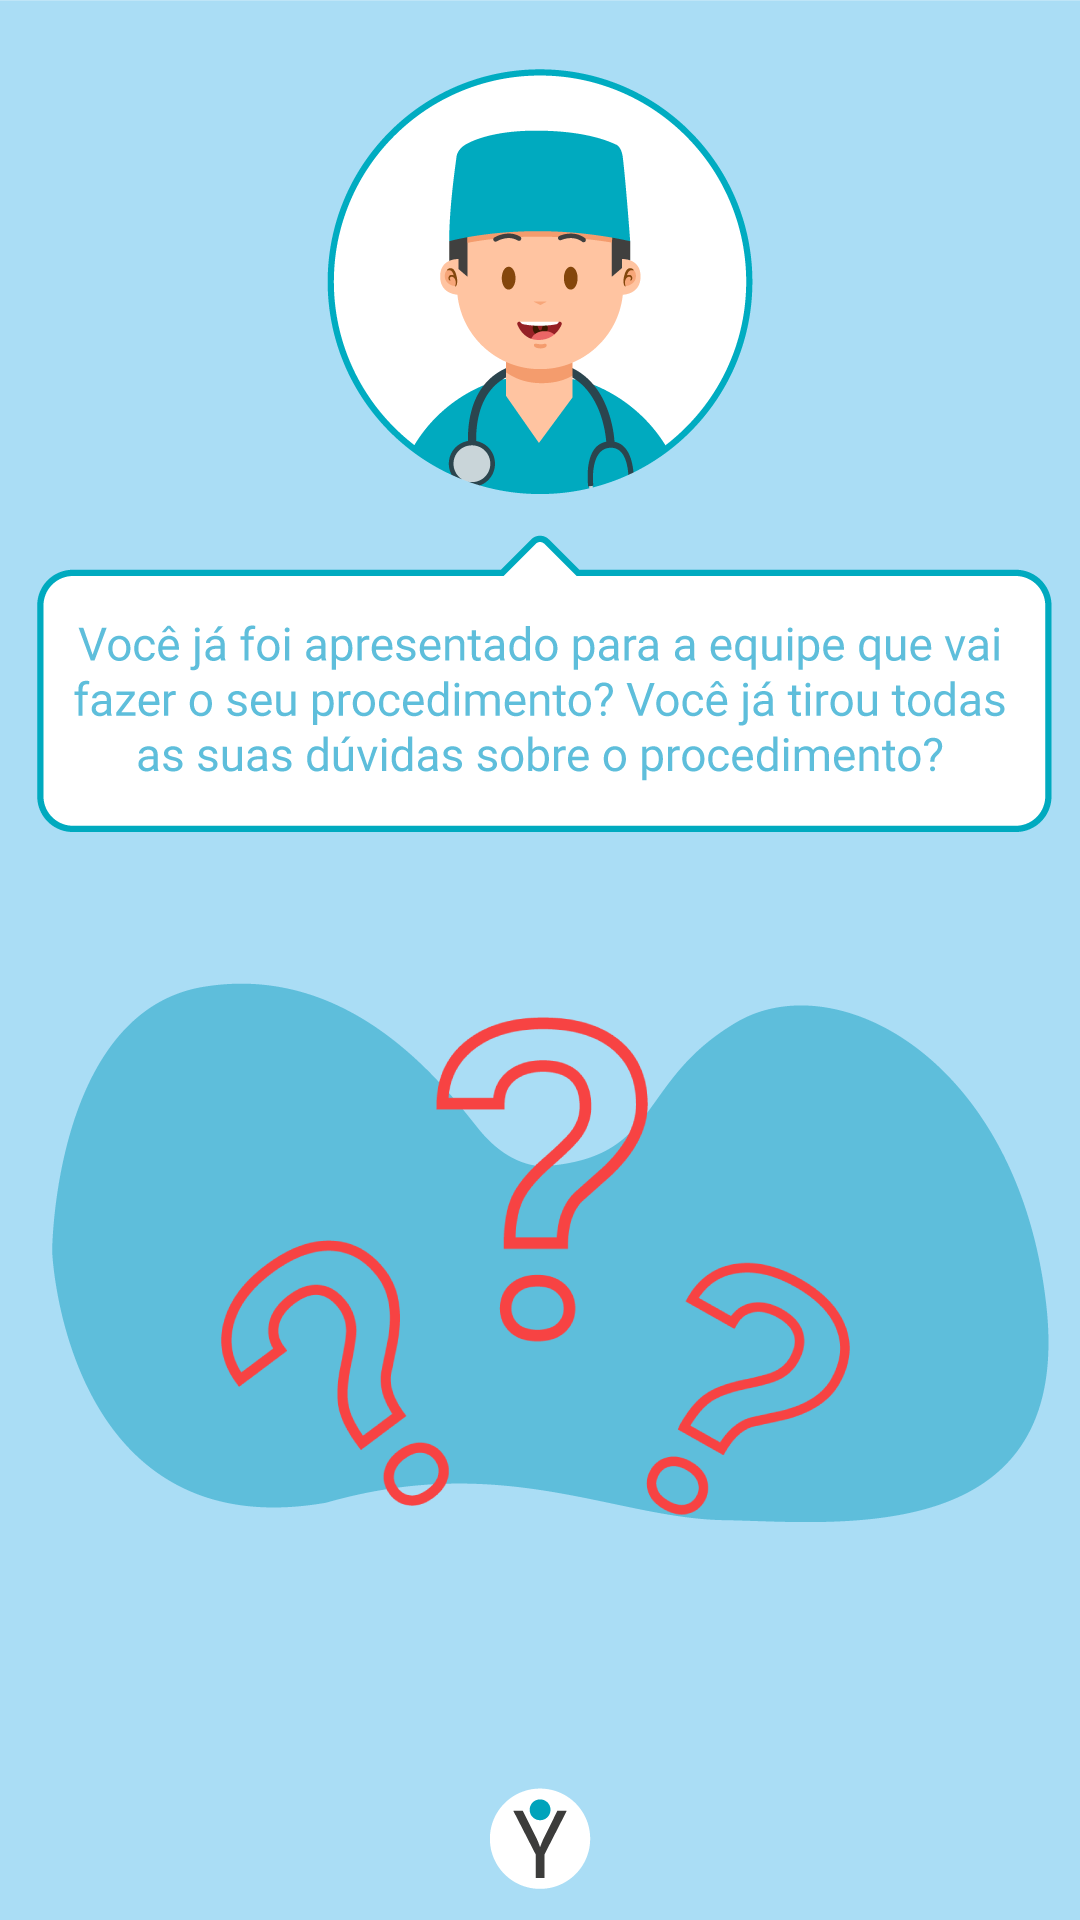 Você já foi apresentado para a equipe que vai
fazer o seu procedimento? Você já tirou todas
as suas dúvidas sobre o procedimento?
?
? ?
Y